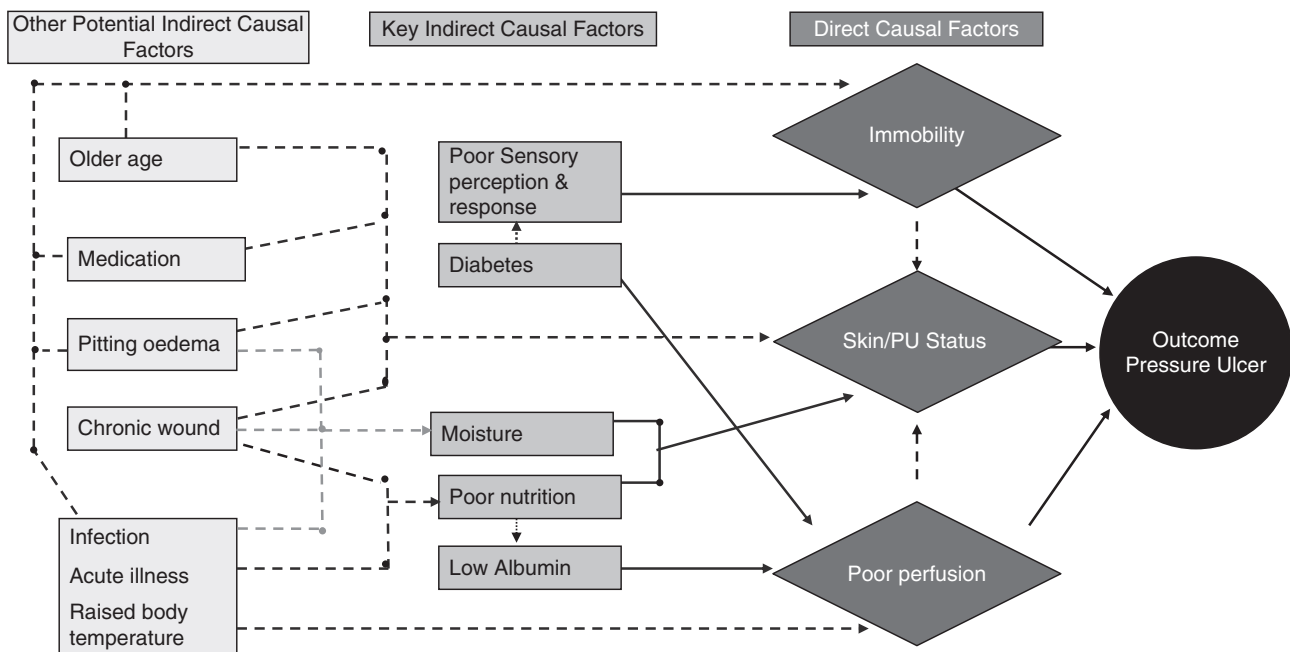 Other Potential Indirect Causal
Factors
Key Indirect Causal Factors
Direct Causal Factors
Older age
Medication
Pitting oedema
Chronic wound
Infection
Acute illness
Raised body
temperature
Poor Sensory
perception &
response
Diabetes
Moisture
Poor nutrition
Low Albumin
Immobility
Skin/PU Status
Poor perfusion
Outcome
Pressure Ulcer